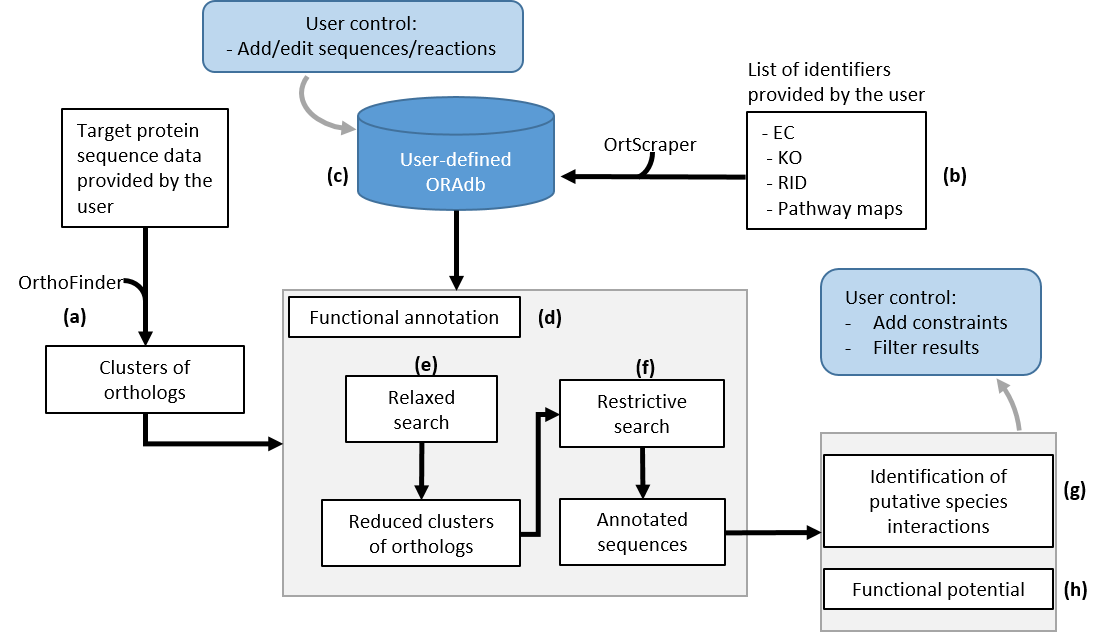 User control:
- Add/edit sequences/reactions
List of identifiers
provided by the user
Target protein
sequence data
provided by the
user
User-defined
ORAdb
(c)
OrtScraper
- EC
- KO
- RID
- Pathway maps
(b)
OrthoFinder
(a)
Clusters of
orthologs
Functional annotation
(d)
(e)
Relaxed
search
(f)
Restrictive
search
Reduced clusters
of orthologs
Annotated
sequences
User control:
- Add constraints
- Filter results
Identification of
putative species
interactions
(g)
Functional potential
(h)